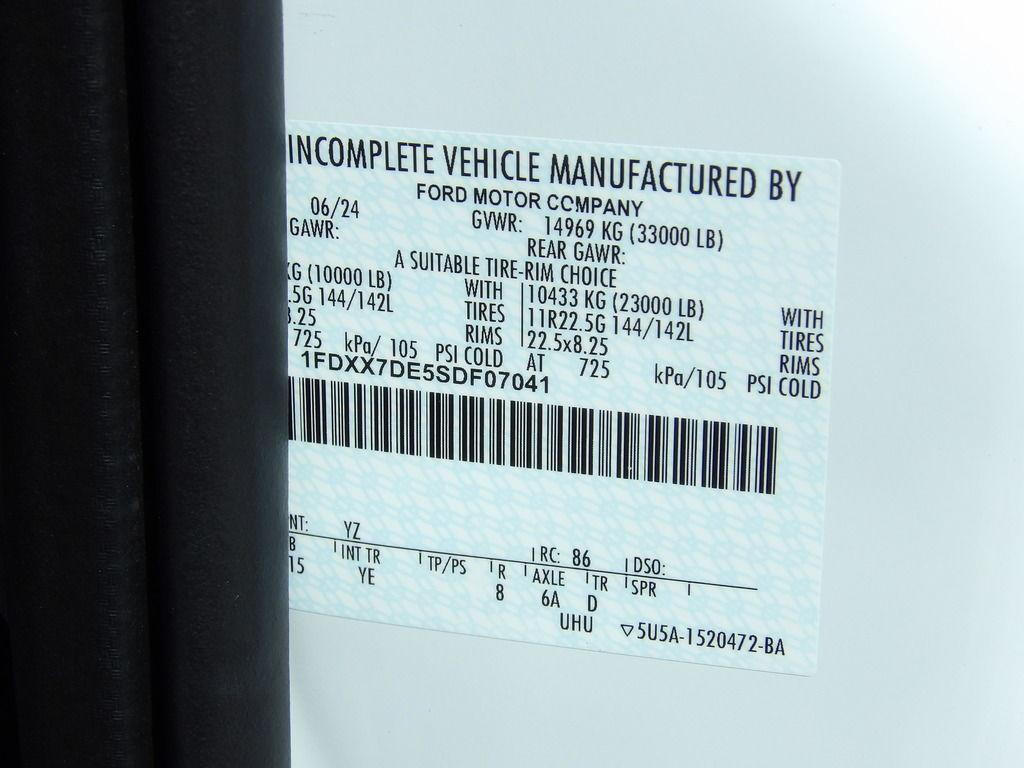 INCOMPLETE VEHICLE MANUFACTURED BY
FORD MOTOR COMPANY
06/24 GVWR: 14969 KG (33000 LB)
GAWR: REAR GAWR:
A SUITABLE TIRE-RIM CHOICE
KG (10000 LB) WITH 10433 KG (23000 LB) WITH
.5G 144/142L TIRES 11R22.5G 144/142L TIRES
8.25 RIMS 22.5x8.25 RIMS
725 kPa/ 105 PSI COLD AT 725 kPa/105 PSI COLD
1FDXX7DE5SDF07041
NT: YZ RC: 86 DSO:
B INT TR TP/PS R AXLE TR SPR
15 YE 8 6A D
UHU ▽5U5A-1520472-BA